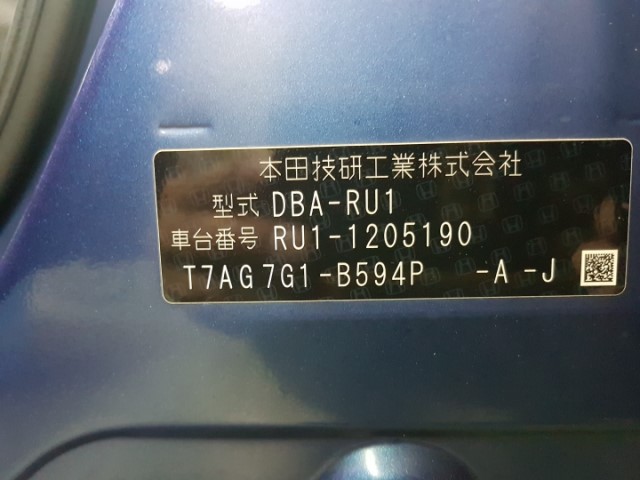 本田技研工業株式会社
型式 DBA-RU1
車台番号 RU1-1205190
T7AG7G1-B594P -A-J